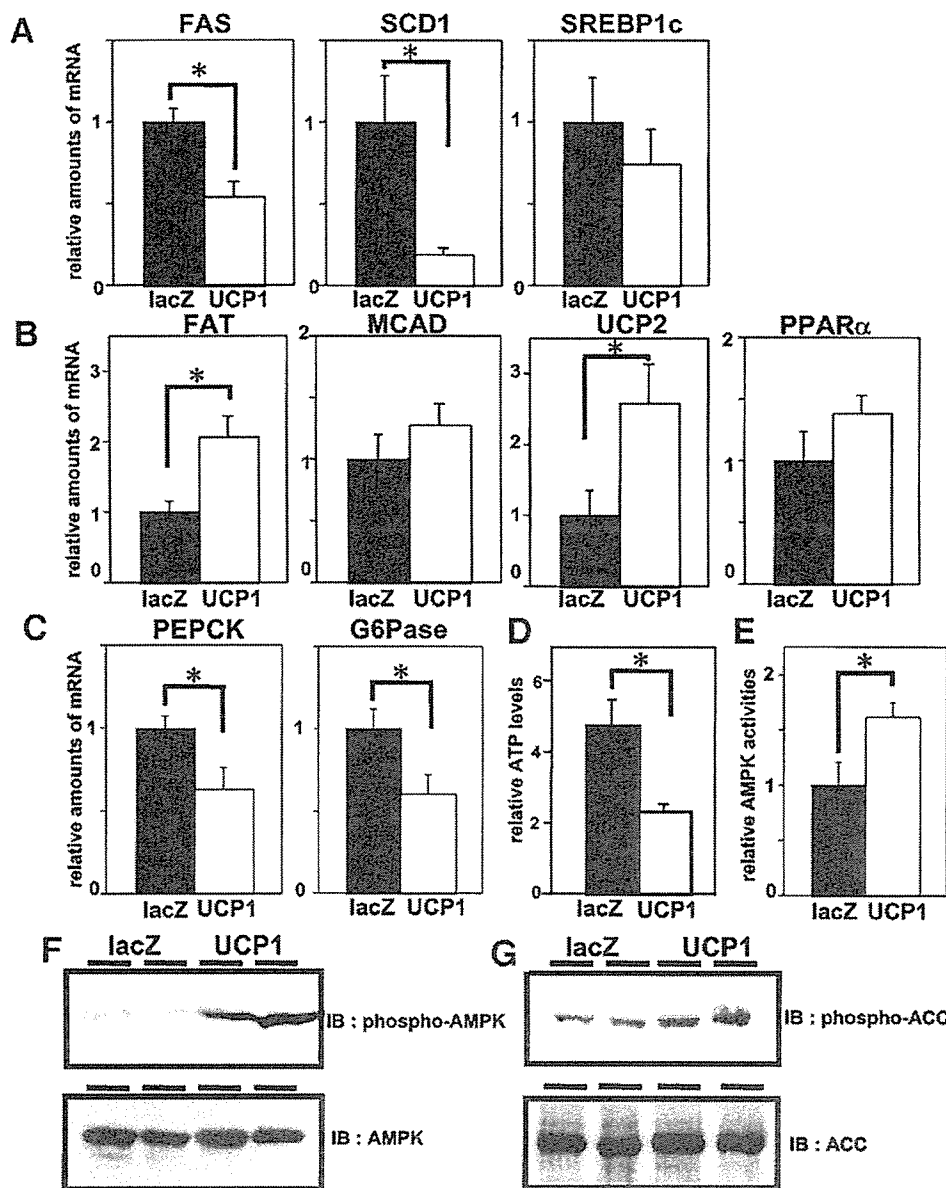 A
FAS
SCD1
SREBP1c
relative amounts of mRNA
1
0
*
lacZ UCP1
1
0
*
lacZ UCP1
1
0
lacZ UCP1
B
FAT
MCAD
UCP2
PPARα
relative amounts of mRNA
3
2
1
0
*
lacZ UCP1
2
1
0
lacZ UCP1
3
2
1
0
*
lacZ UCP1
2
1
0
lacZ UCP1
C
PEPCK
G6Pase
D
E
relative amounts of mRNA
1
0
*
lacZ UCP1
1
0
*
lacZ UCP1
relative ATP levels
6
4
2
0
*
lacZ UCP1
relative AMPK activities
2
1
0
*
lacZ UCP1
F
lacZ UCP1
IB : phospho-AMPK
IB : AMPK
G
lacZ UCP1
IB : phospho-ACC
IB : ACC